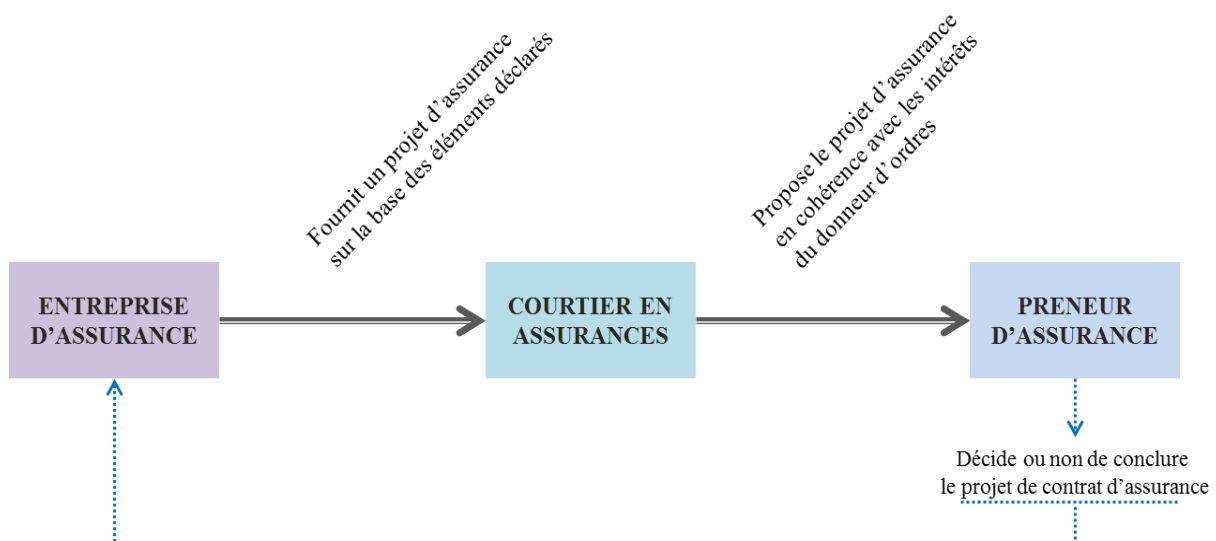 Fournit un projet d’assurance
sur la base des éléments déclarés
Propose le projet d’assurance
en cohérence avec les intérêts
du donneur d’ordres
ENTREPRISE
D’ASSURANCE
COURTIER EN
ASSURANCES
PRENEUR
D’ASSURANCE
Décide ou non de conclure
le projet de contrat d’assurance